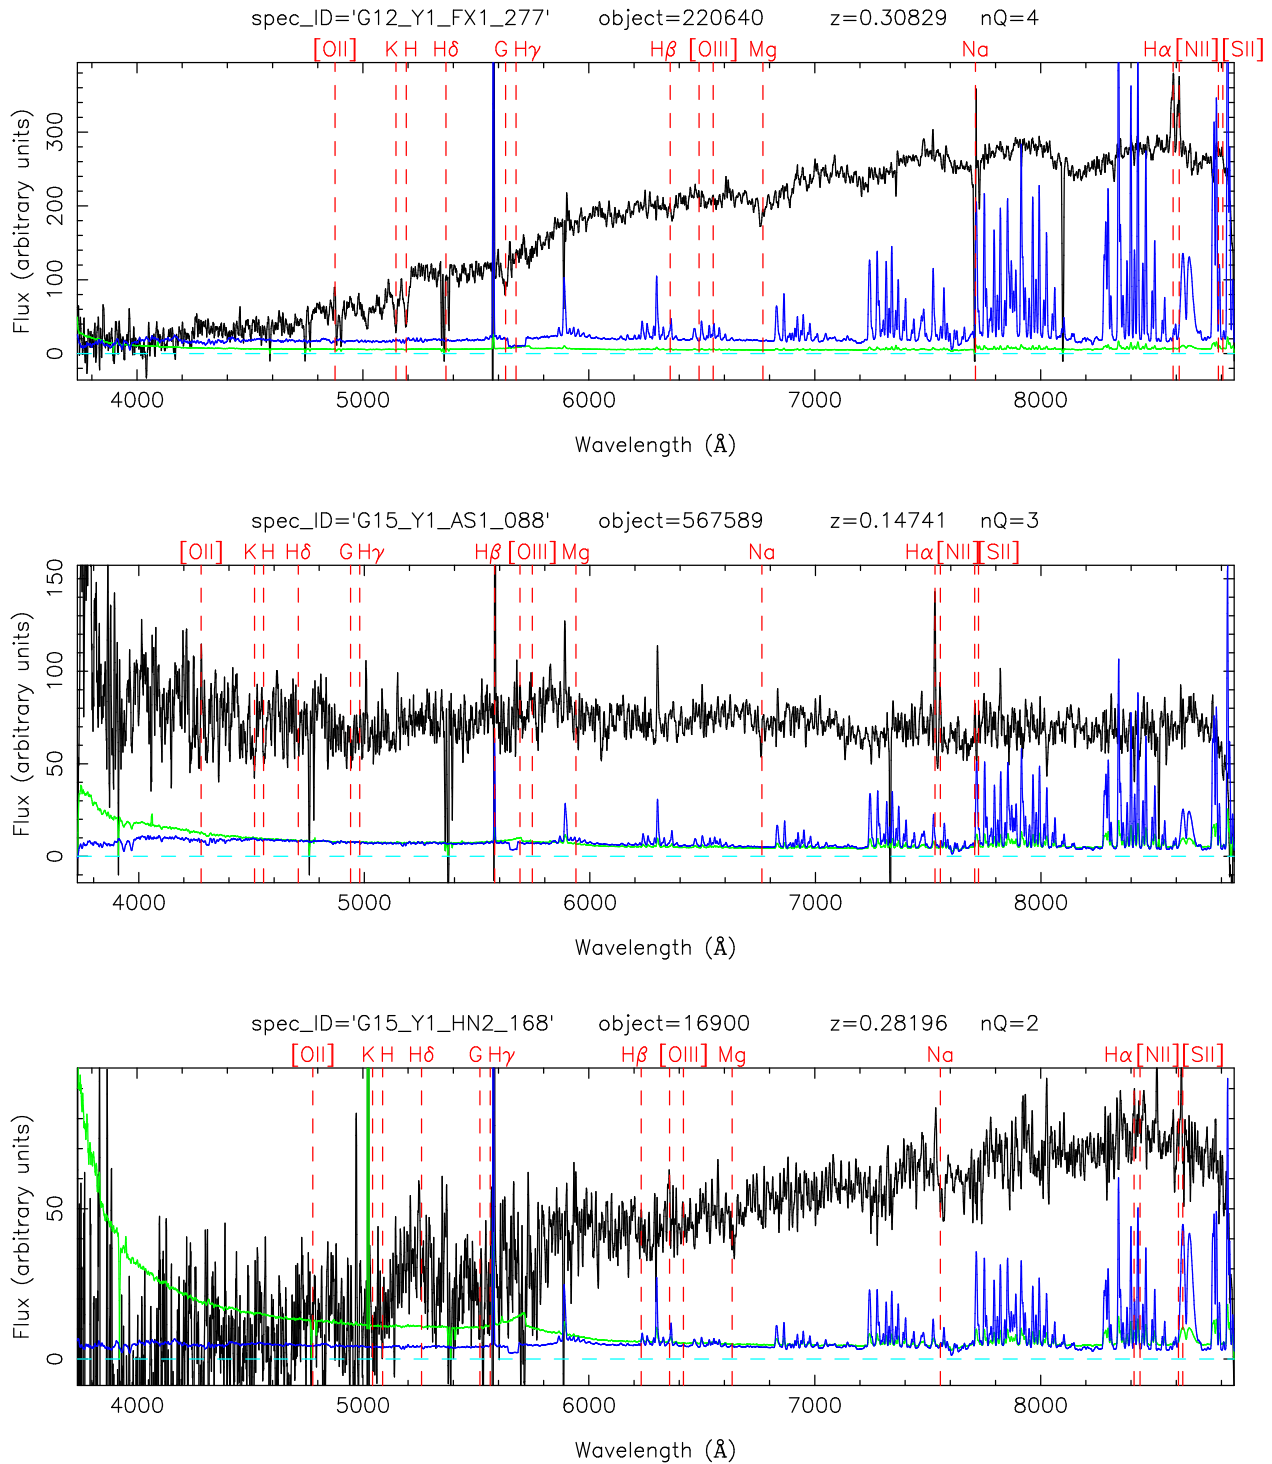 spec_ID='G12_Y1_FX1_277' object=220640 z=0.30829 nQ=4
[OII] K H Hδ G Hγ Hβ [OIII] Mg Na Hα [NII] [SII]
300
200
100
0
Flux (arbitrary units)
4000 5000 6000 7000 8000
Wavelength (Å)
spec_ID='G15_Y1_AS1_088' object=567589 z=0.14741 nQ=3
[OII] K H Hδ G Hγ Hβ [OIII] Mg Na Hα [NII] [SII]
150
100
50
0
Flux (arbitrary units)
4000 5000 6000 7000 8000
Wavelength (Å)
spec_ID='G15_Y1_HN2_168' object=16900 z=0.28196 nQ=2
[OII] K H Hδ G Hγ Hβ [OIII] Mg Na Hα [NII] [SII]
50
0
Flux (arbitrary units)
4000 5000 6000 7000 8000
Wavelength (Å)